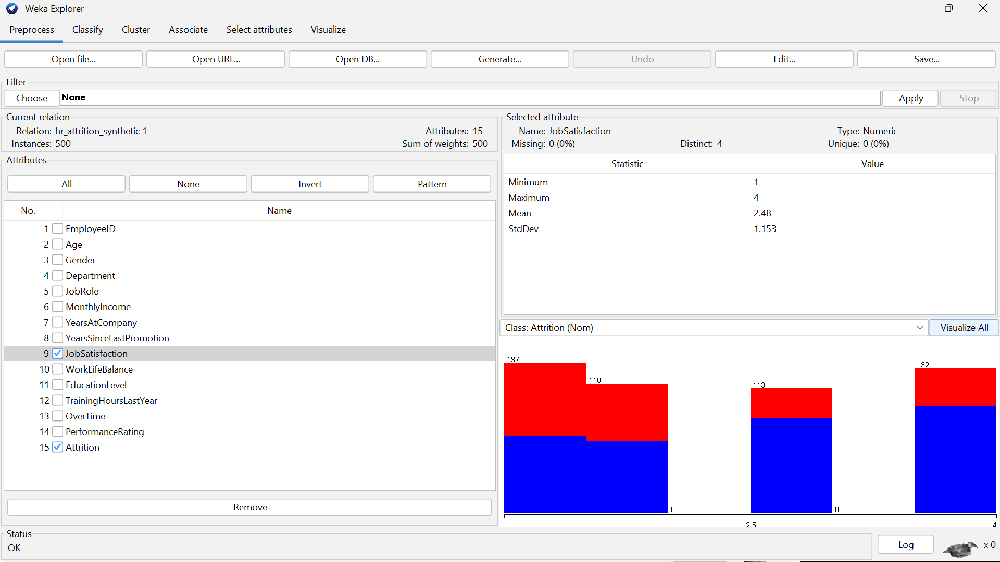 Weka Explorer
Preprocess Classify Cluster Associate Select attributes Visualize
Open file... Open URL... Open DB... Generate... Undo Edit... Save...
Filter
Choose None Apply Stop
Current relation
Relation: hr_attrition_synthetic 1 Attributes: 15
Instances: 500 Sum of weights: 500
Attributes
All None Invert Pattern
No. Name
1 EmployeeID
2 Age
3 Gender
4 Department
5 JobRole
6 MonthlyIncome
7 YearsAtCompany
8 YearsSinceLastPromotion
9 JobSatisfaction
10 WorkLifeBalance
11 EducationLevel
12 TrainingHoursLastYear
13 OverTime
14 PerformanceRating
15 Attrition
Remove
Selected attribute
Name: JobSatisfaction Type: Numeric
Missing: 0 (0%) Distinct: 4 Unique: 0 (0%)
Statistic Value
Minimum 1
Maximum 4
Mean 2.48
StdDev 1.153
Class: Attrition (Nom) Visualize All
137
132
118
113
0 0
1 2.5 4
Status
OK
Log x 0